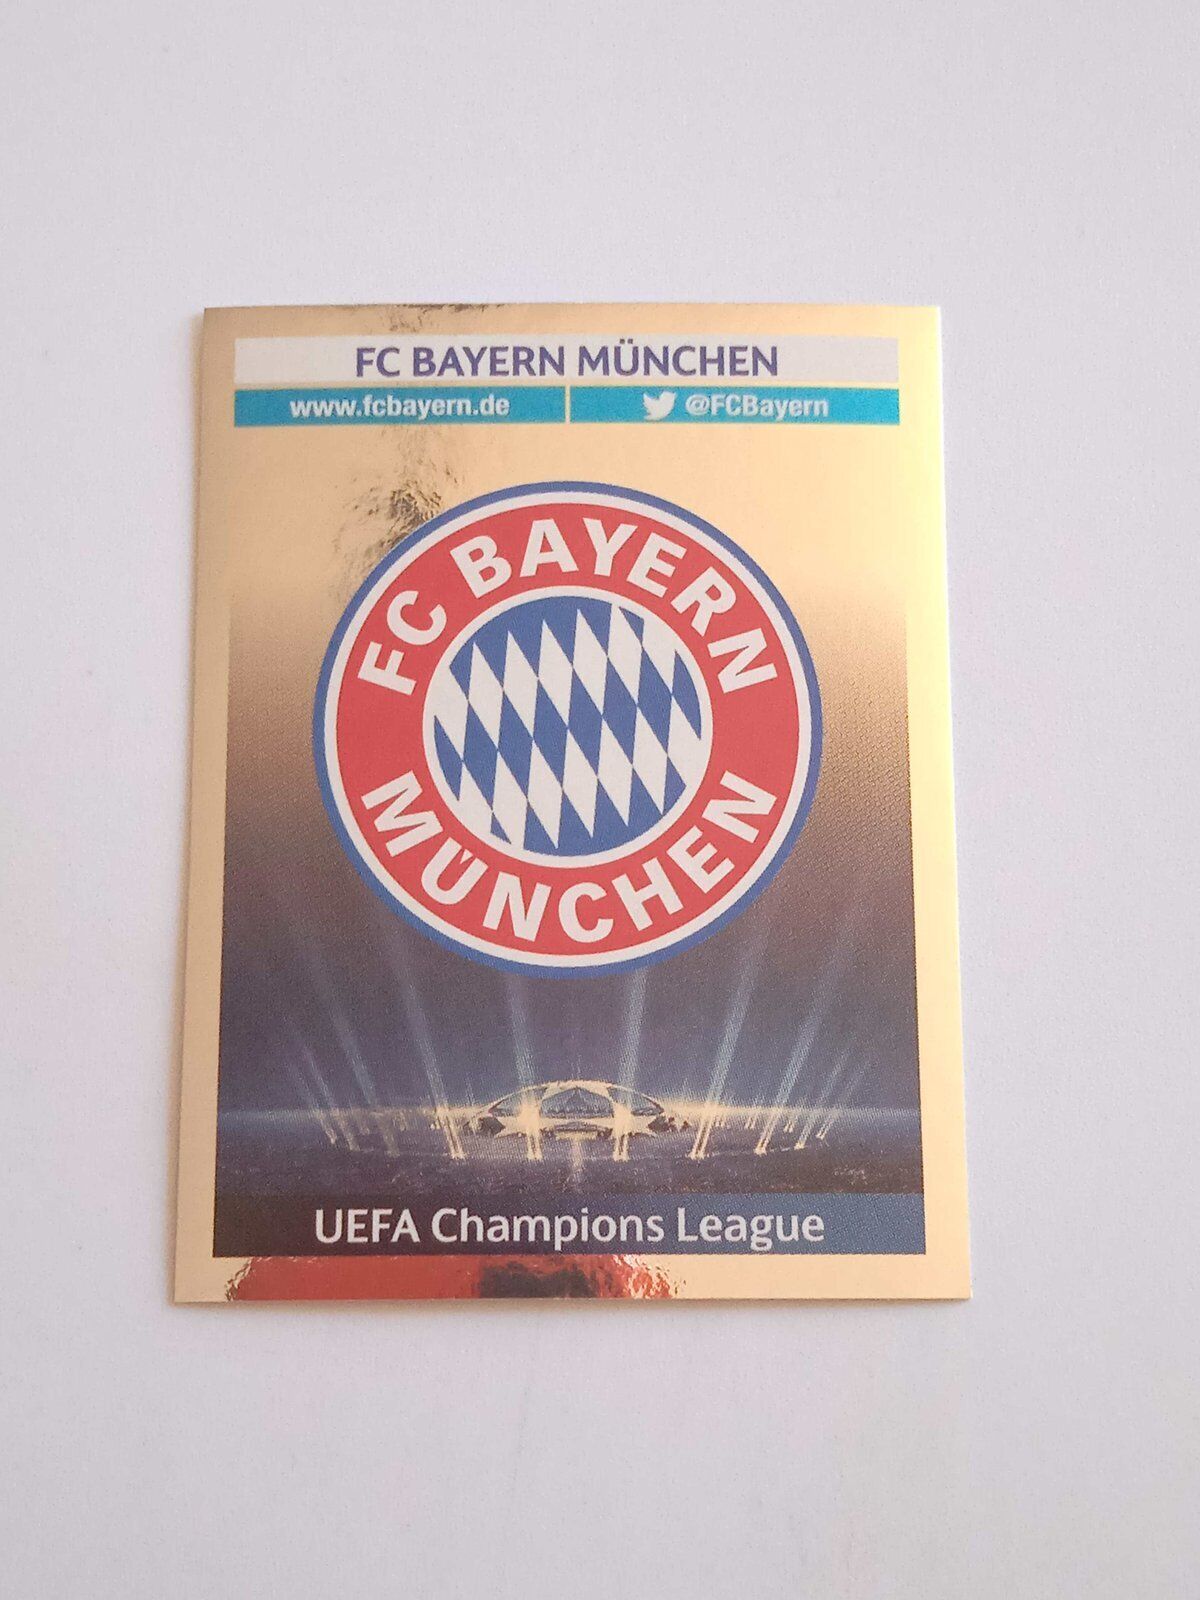 FC BAYERN MÜNCHEN
www.fcbayern.de @FCBayern
FC BAYERN
MÜNCHEN
UEFA Champions League